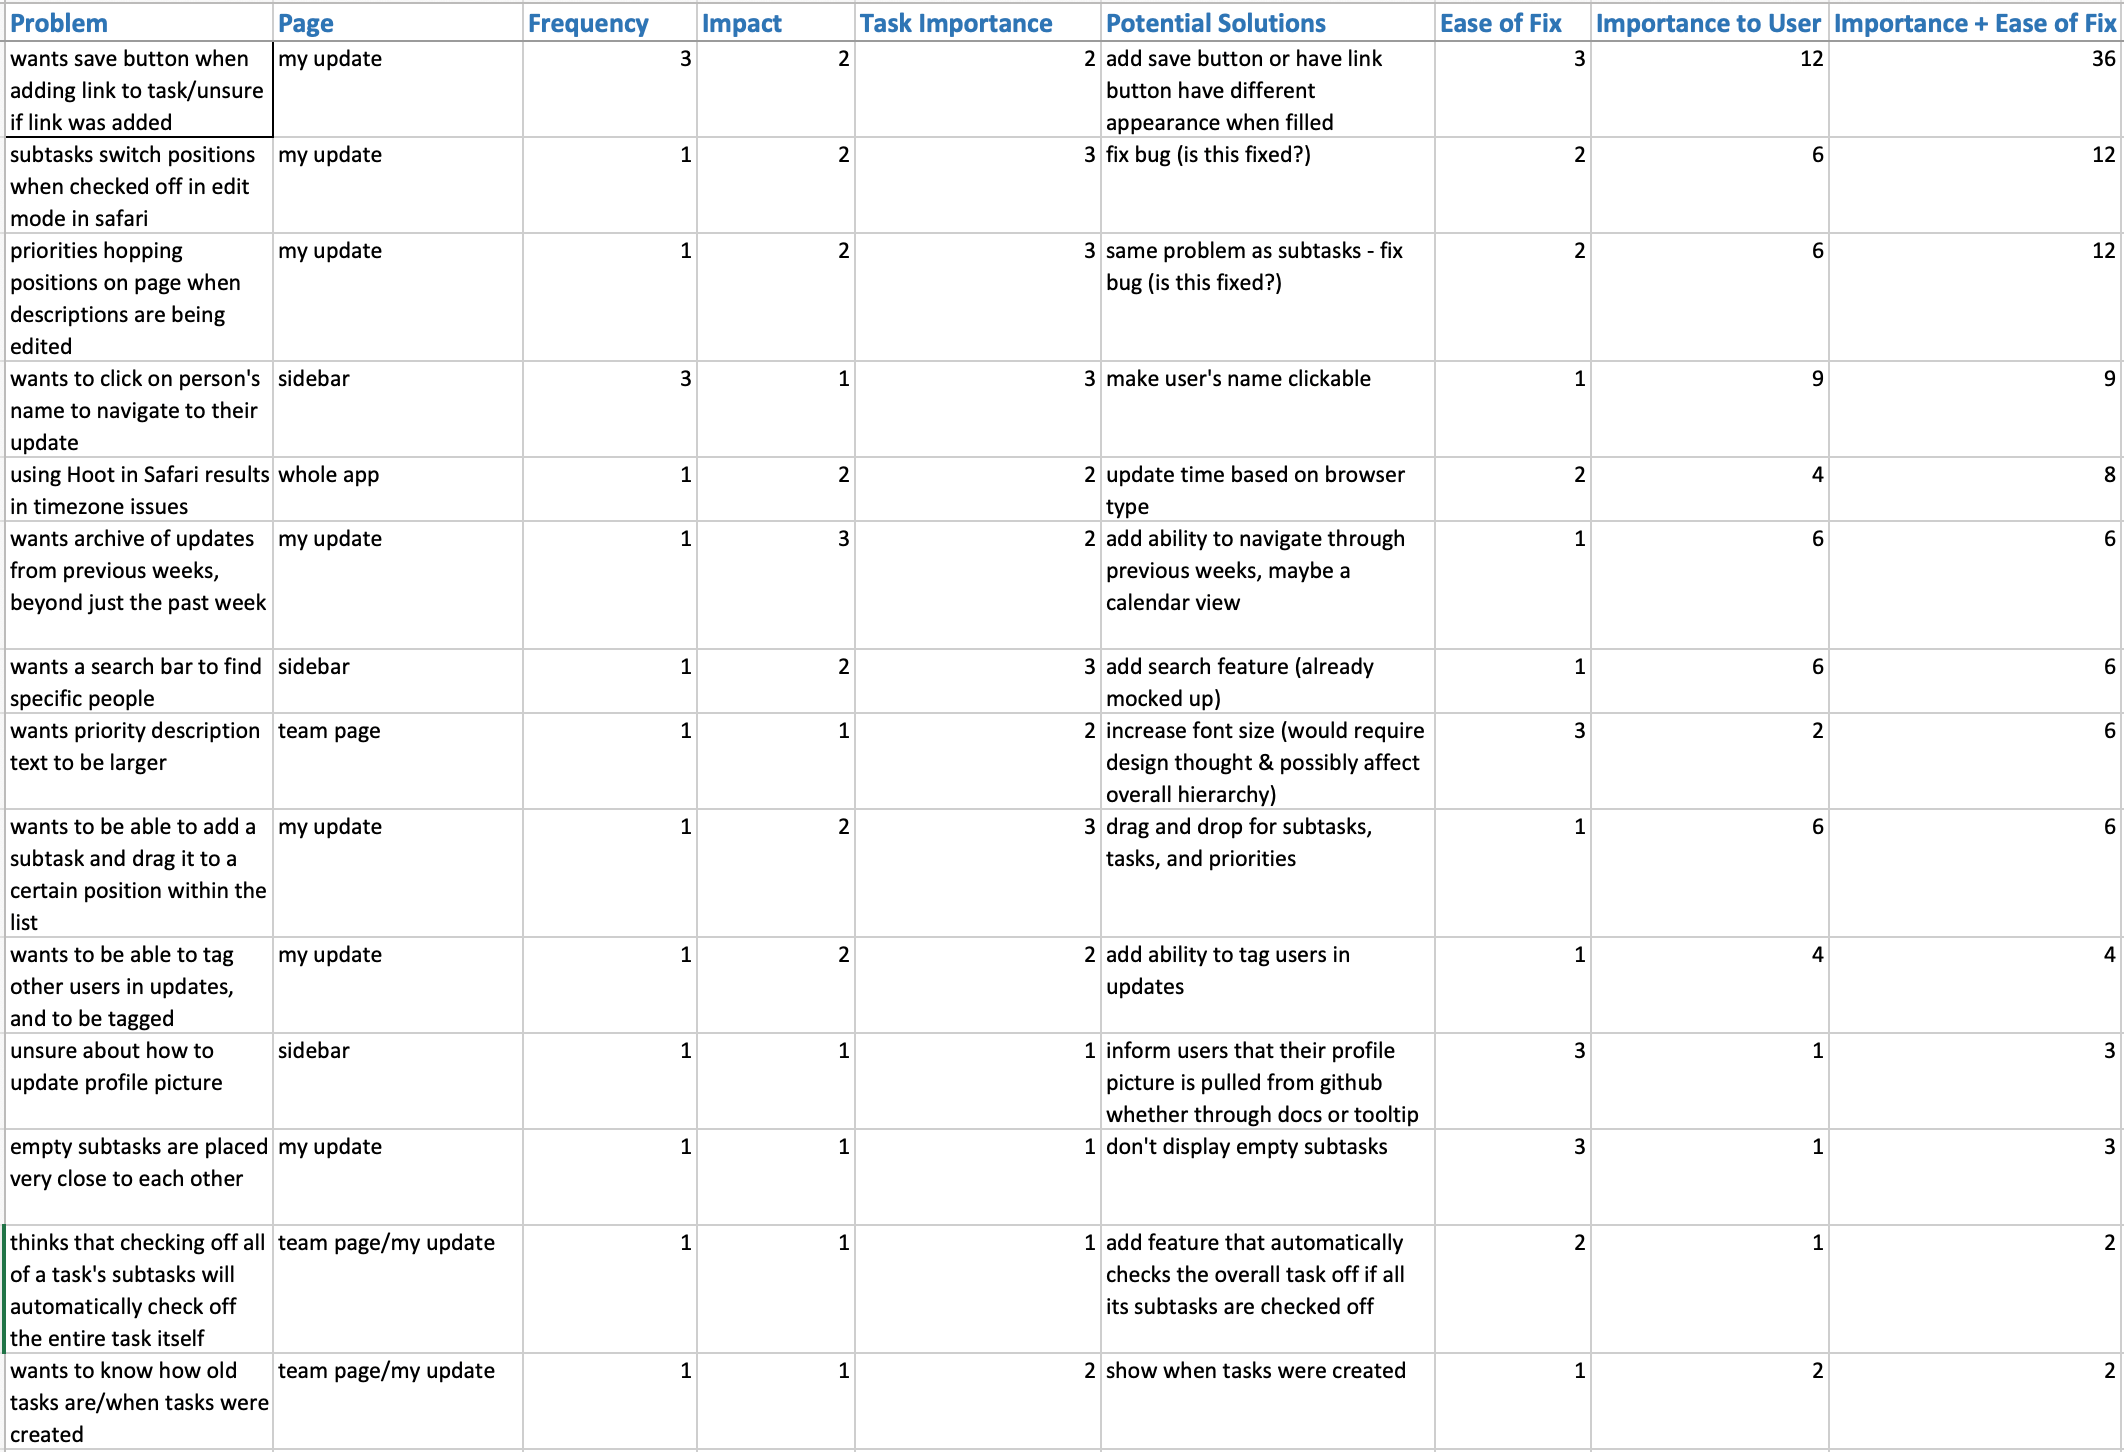 Problem Page Frequency Impact Task Importance Potential Solutions Ease of Fix Importance to User Importance + Ease of Fix
wants save button when my update 3 2 2 add save button or have link 3 12 36
adding link to task/unsure button have different
if link was added appearance when filled
subtasks switch positions my update 1 2 3 fix bug (is this fixed?) 2 6 12
when checked off in edit
mode in safari
priorities hopping my update 1 2 3 same problem as subtasks - fix 2 6 12
positions on page when bug (is this fixed?)
descriptions are being
edited
wants to click on person's sidebar 3 1 3 make user's name clickable 1 9 9
name to navigate to their
update
using Hoot in Safari results whole app 1 2 2 update time based on browser 2 4 8
in timezone issues type
wants archive of updates my update 1 3 2 add ability to navigate through 1 6 6
from previous weeks, previous weeks, maybe a
beyond just the past week calendar view
wants a search bar to find sidebar 1 2 3 add search feature (already 1 6 6
specific people mocked up)
wants priority description team page 1 1 2 increase font size (would require 3 2 6
text to be larger design thought & possibly affect
overall hierarchy)
wants to be able to add a my update 1 2 3 drag and drop for subtasks, 1 6 6
subtask and drag it to a tasks, and priorities
certain position within the
list
wants to be able to tag my update 1 2 2 add ability to tag users in 1 4 4
other users in updates, updates
and to be tagged
unsure about how to sidebar 1 1 1 inform users that their profile 3 1 3
update profile picture picture is pulled from github
whether through docs or tooltip
empty subtasks are placed my update 1 1 1 don't display empty subtasks 3 1 3
very close to each other
thinks that checking off all team page/my update 1 1 1 add feature that automatically 2 1 2
of a task's subtasks will checks the overall task off if all
automatically check off its subtasks are checked off
the entire task itself
wants to know how old team page/my update 1 1 2 show when tasks were created 1 2 2
tasks are/when tasks were
created